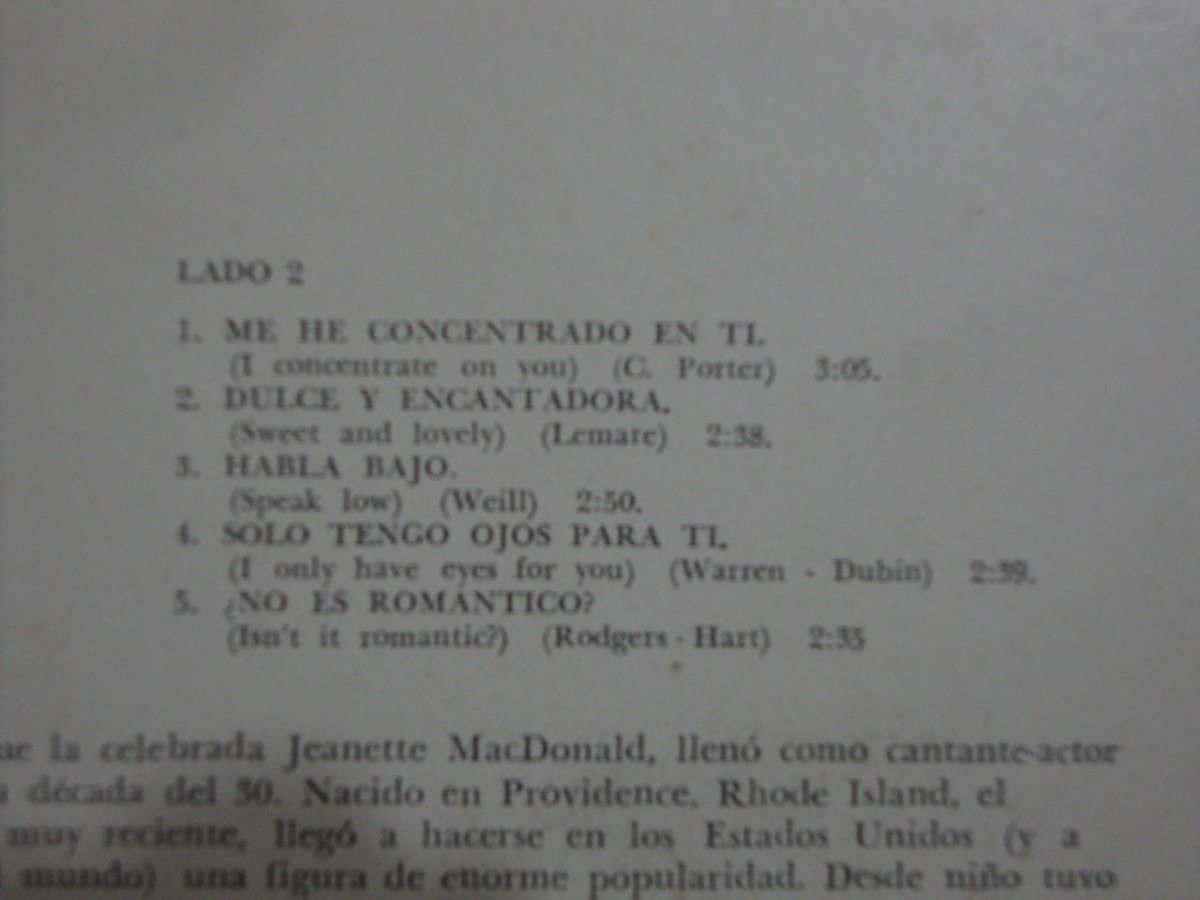 LADO 2
1. ME HE CONCENTRADO EN TI.
(I concentrate on you) (C. Porter) 3:05.
2. DULCE Y ENCANTADORA.
(Sweet and lovely) (Lemare) 2:38.
3. HABLA BAJO.
(Speak low) (Weill) 2:50.
4. SOLO TENGO OJOS PARA TI.
(I only have eyes for you) (Warren - Dubin) 2:39.
5. ¿NO ES ROMANTICO?
(Isn't it romantic?) (Rodgers - Hart) 2:35
la celebrada Jeanette MacDonald, llenó como cantante-actor
década del 30. Nacido en Providence, Rhode Island, el
muy reciente, llegó a hacerse en los Estados Unidos (y a
mundo) una figura de enorme popularidad. Desde niño tuvo